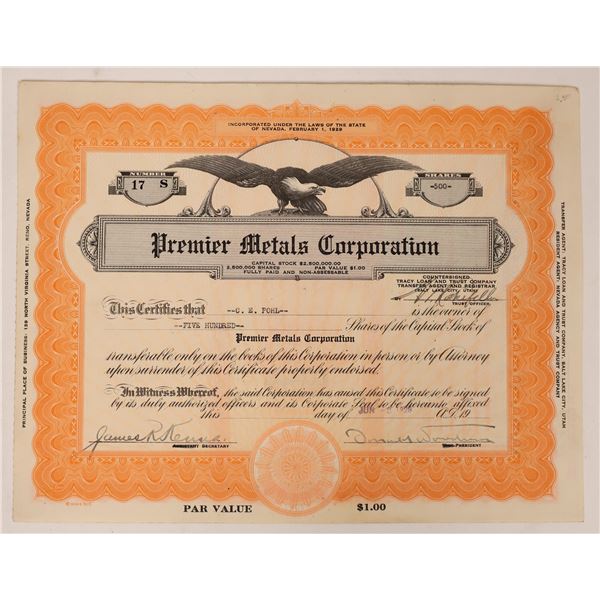 INCORPORATED UNDER THE LAWS OF THE STATE
OF NEVADA, FEBRUARY 1, 1929
NUMBER
17 S
SHARES
-500-
Premier Metals Corporation
CAPITAL STOCK $2,500,000.00
2,500,000 SHARES PAR VALUE $1.00
FULLY PAID AND NON-ASSESSABLE
COUNTERSIGNED
TRACY LOAN AND TRUST COMPANY
TRANSFER AGENT AND REGISTRAR
SALT LAKE CITY, UTAH
TRUST OFFICER
This Certifies that --C. E. POHL-- is the owner of
--FIVE HUNDRED-- Shares of the Capital Stock of
Premier Metals Corporation
transferable only on the books of this Corporation in person or by Attorney
upon surrender of this Certificate properly endorsed.
In Witness Whereof, the said Corporation has caused this Certificate to be signed
by its duly authorized officers and its Corporate Seal to be hereunto affixed
this day of JUN A.D. 19
James R.
ASSISTANT SECRETARY
VICE-PRESIDENT
PAR VALUE $1.00
PRINCIPAL PLACE OF BUSINESS: 139 NORTH VIRGINIA STREET, RENO, NEVADA
TRANSFER AGENT, TRACY LOAN AND TRUST COMPANY, SALT LAKE CITY, UTAH
RESIDENT AGENT: NEVADA AGENCY AND TRUST COMPANY